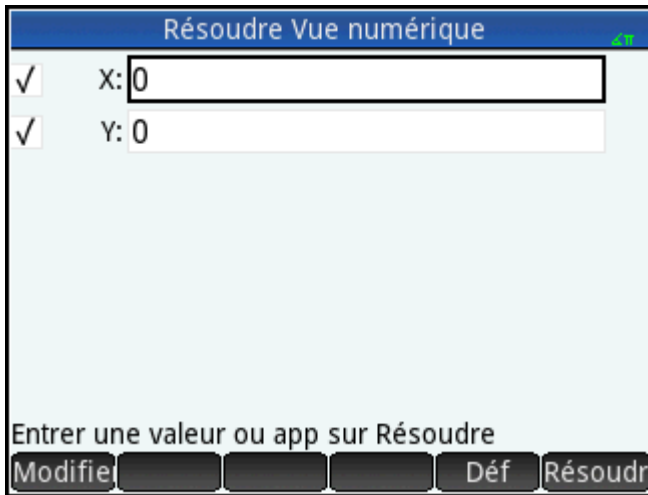 Résoudre Vue numérique
∡π
√ X: 0
√ Y: 0
Entrer une valeur ou app sur Résoudre
Modifie Déf Résoudr